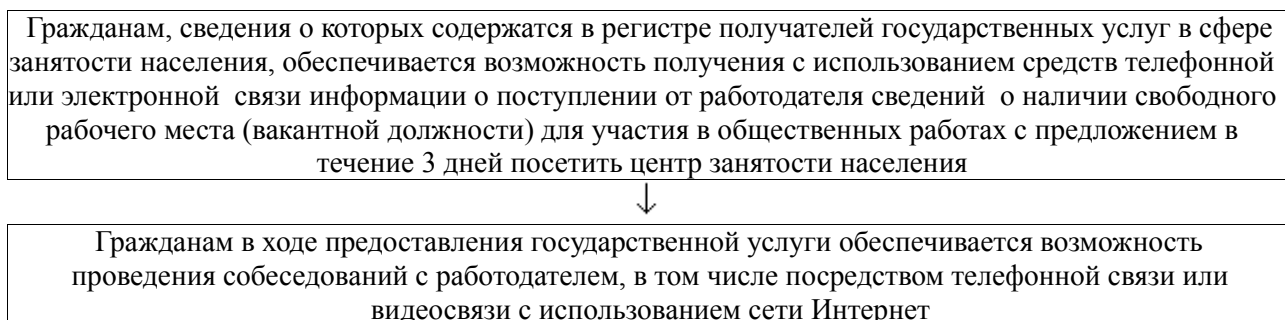 Гражданам, сведения о которых содержатся в регистре получателей государственных услуг в сфере
занятости населения, обеспечивается возможность получения с использованием средств телефонной
или электронной связи информации о поступлении от работодателя сведений о наличии свободного
рабочего места (вакантной должности) для участия в общественных работах с предложением в
течение 3 дней посетить центр занятости населения
↓
Гражданам в ходе предоставления государственной услуги обеспечивается возможность
проведения собеседований с работодателем, в том числе посредством телефонной связи или
видеосвязи с использованием сети Интернет